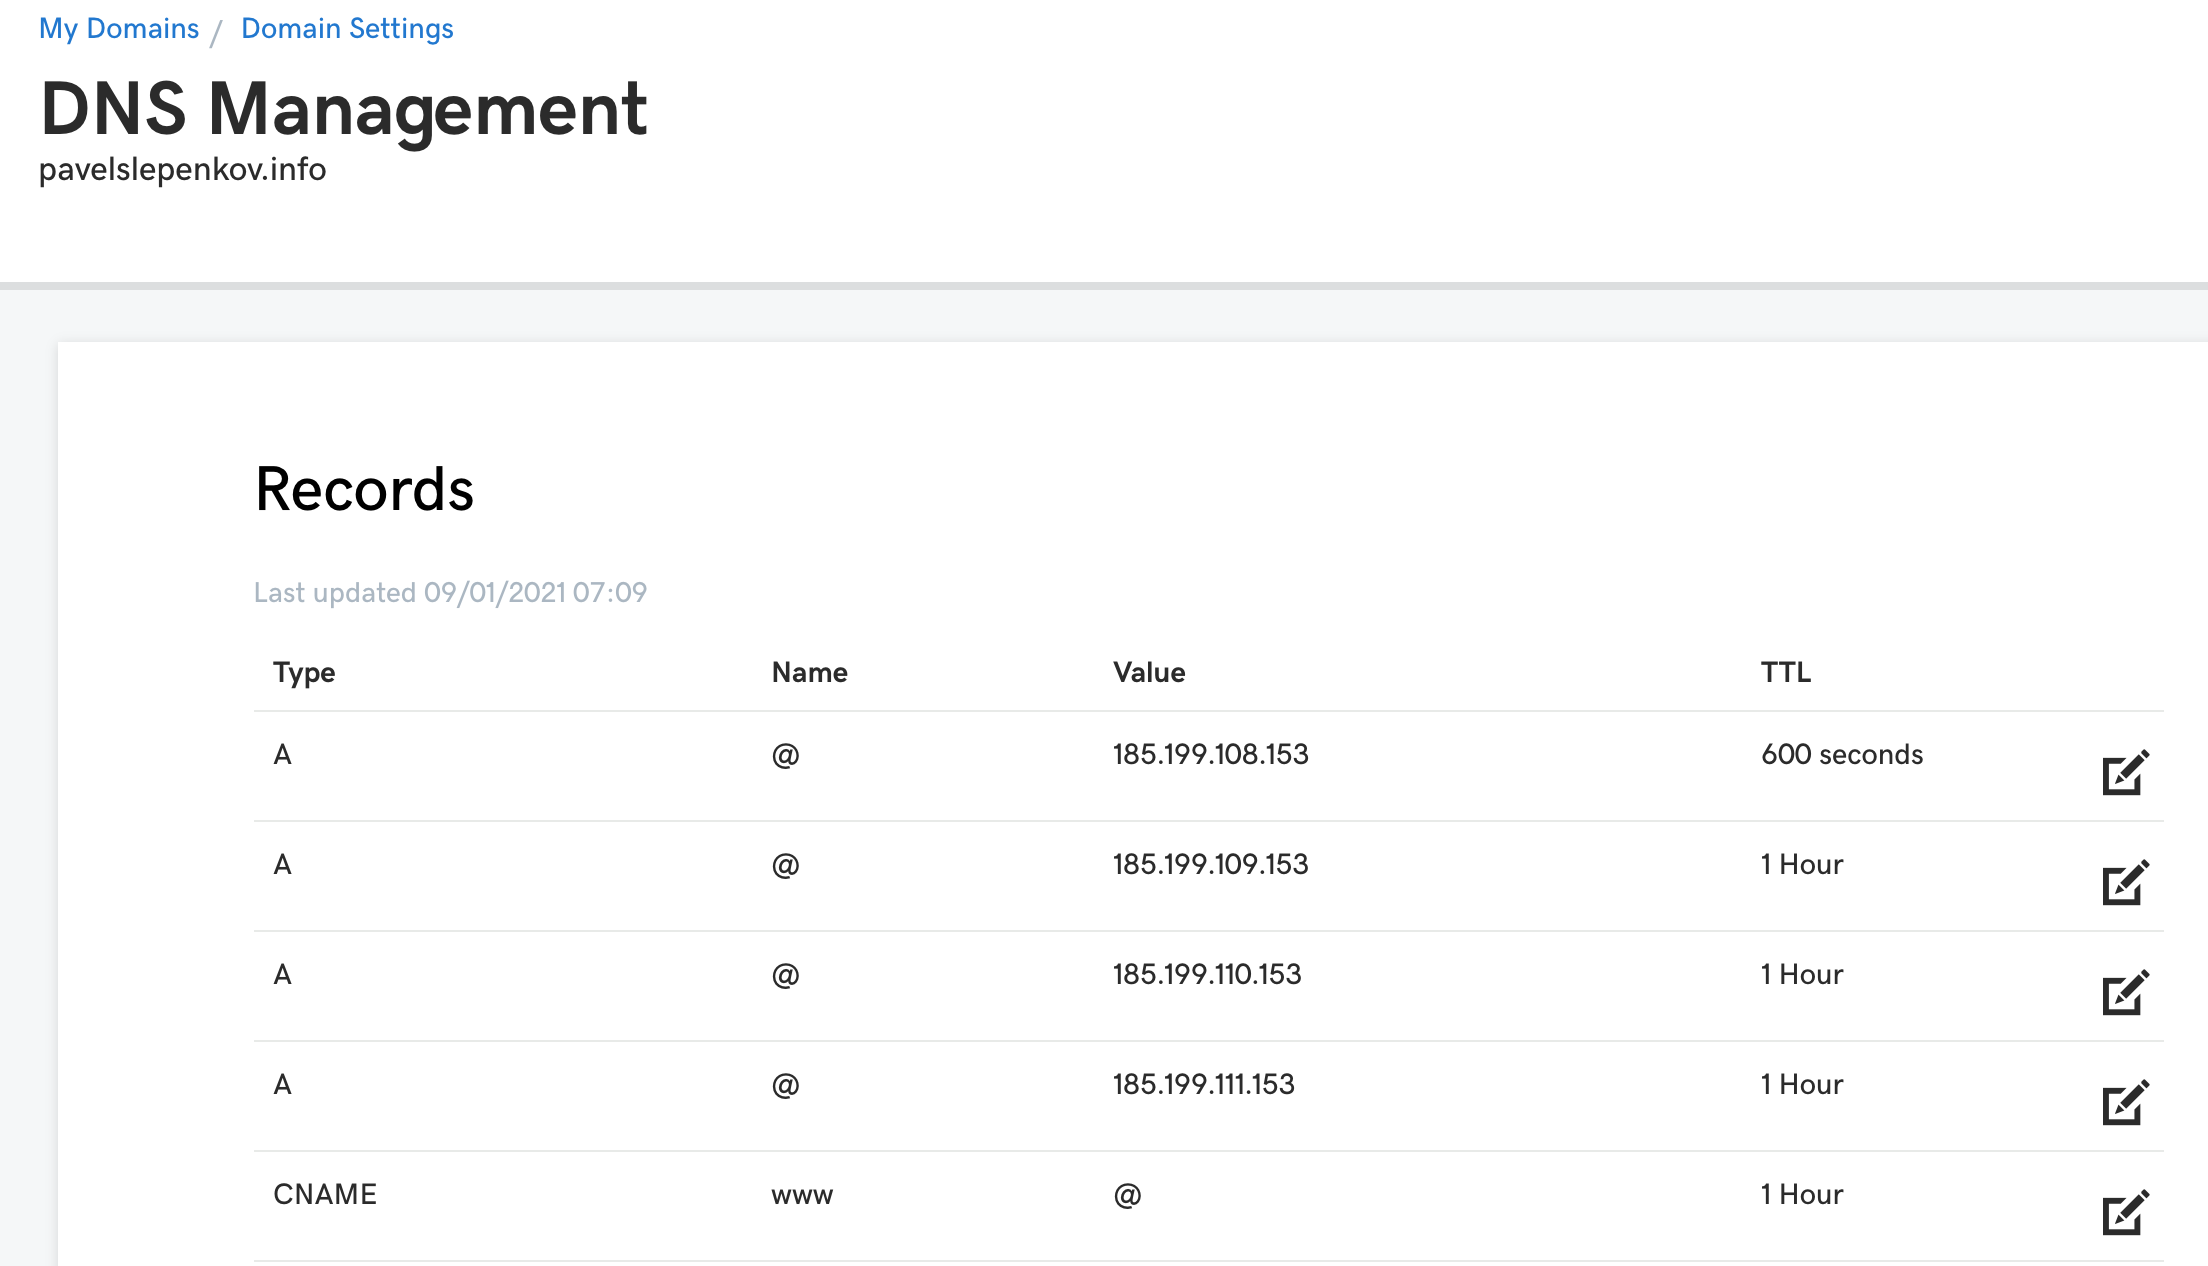 My Domains / Domain Settings
DNS Management
pavelslepenkov.info
Records
Last updated 09/01/2021 07:09
Type Name Value TTL
A @ 185.199.108.153 600 seconds
A @ 185.199.109.153 1 Hour
A @ 185.199.110.153 1 Hour
A @ 185.199.111.153 1 Hour
CNAME www @ 1 Hour